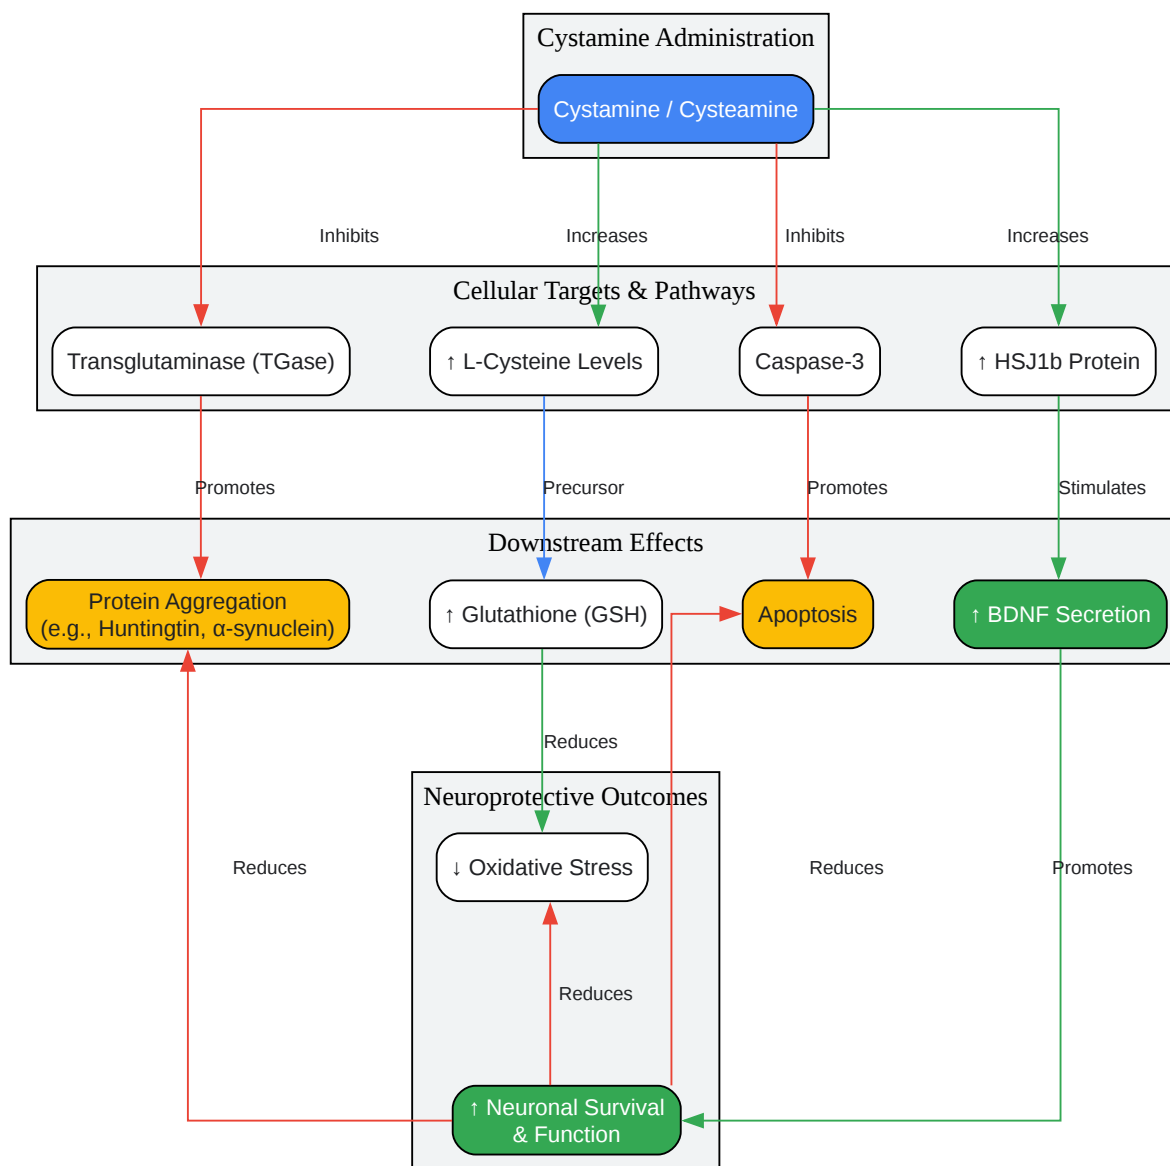 Cystamine Administration
Cystamine / Cysteamine
Inhibits
Increases
Inhibits
Increases
Cellular Targets & Pathways
Transglutaminase (TGase)
↑ L-Cysteine Levels
Caspase-3
↑ HSJ1b Protein
Promotes
Precursor
Promotes
Stimulates
Downstream Effects
Protein Aggregation
(e.g., Huntingtin, α-synuclein)
↑ Glutathione (GSH)
Apoptosis
↑ BDNF Secretion
Reduces
Neuroprotective Outcomes
↓ Oxidative Stress
Reduces
Reduces
Promotes
Reduces
↑ Neuronal Survival
& Function